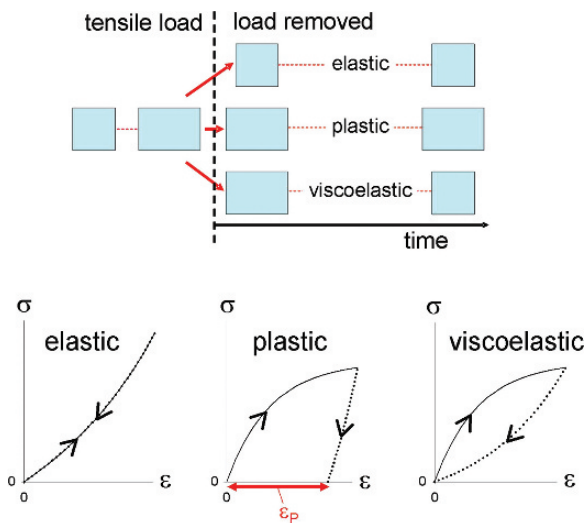 tensile load load removed
elastic
plastic
viscoelastic
time
σ σ σ
elastic plastic viscoelastic
0 ε 0 ε 0 ε
0 0 0
εP